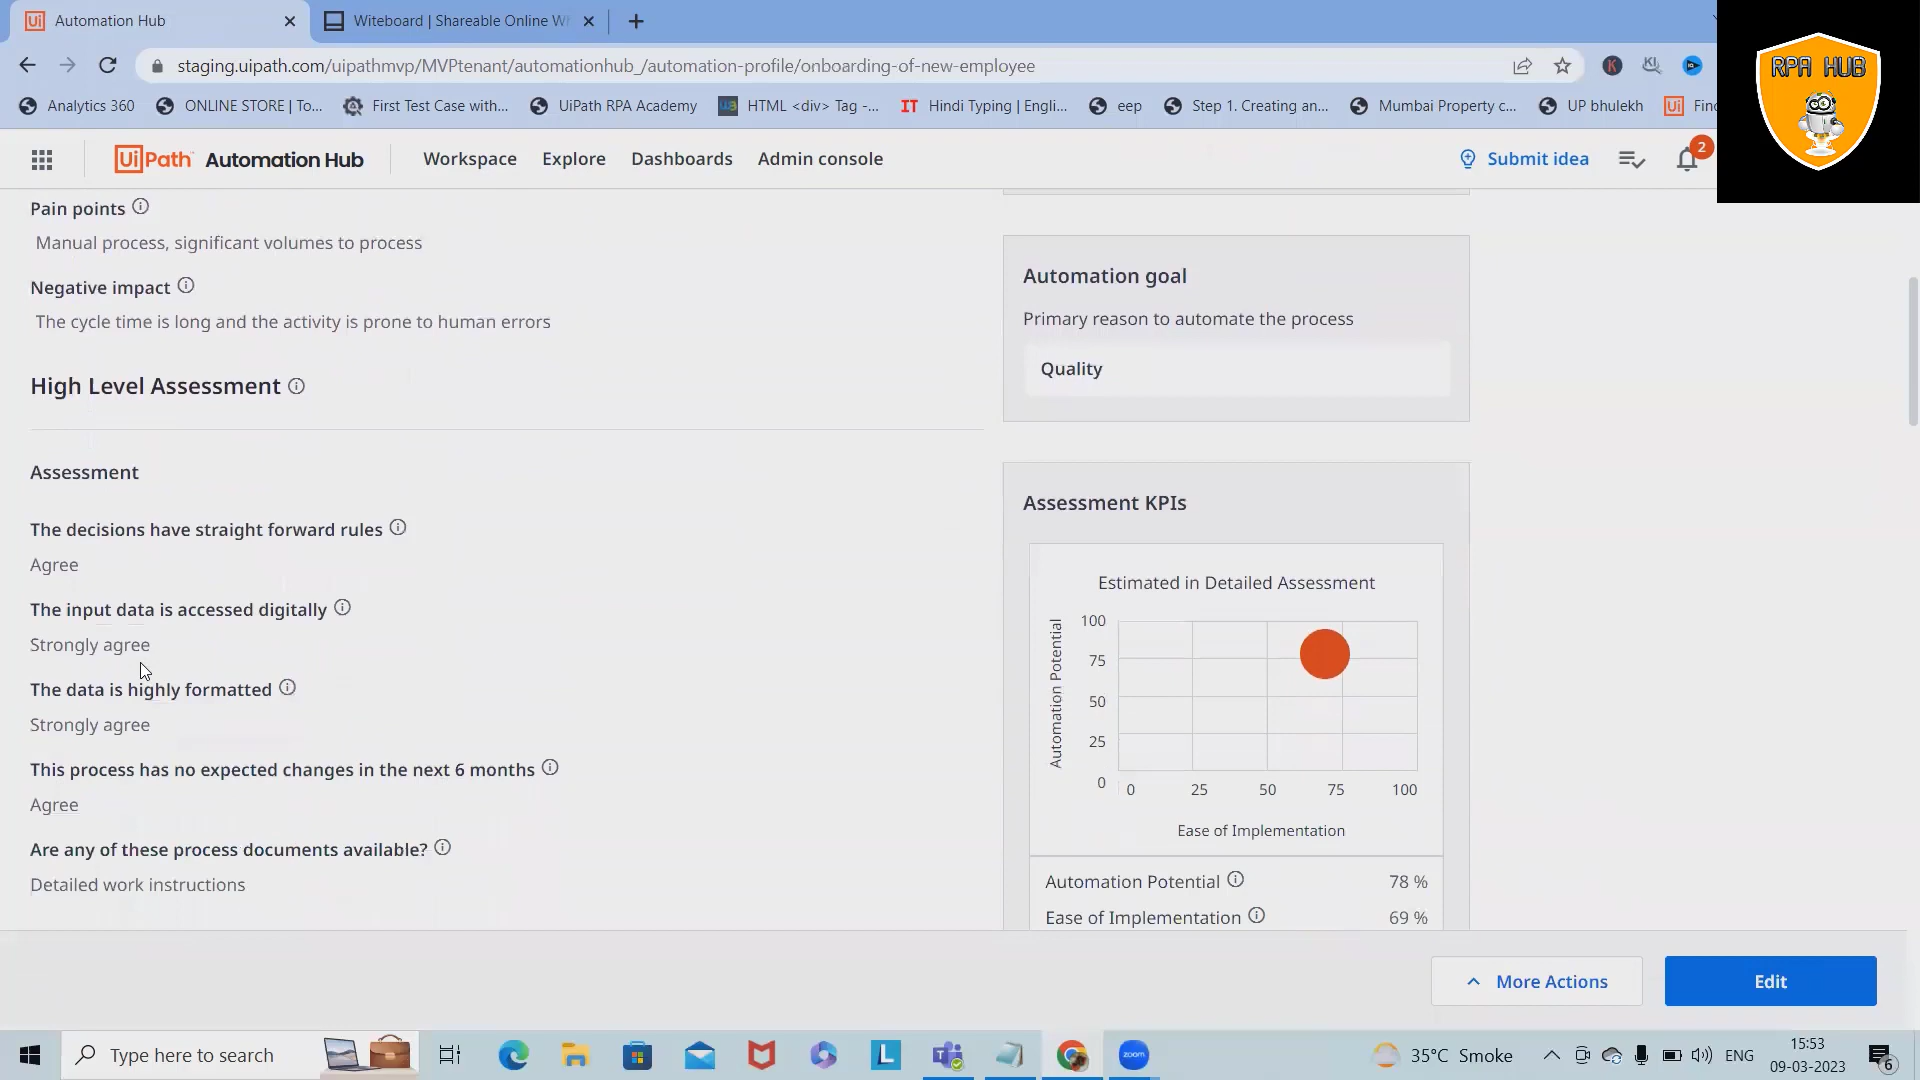 Automation Hub
Witeboard | Shareable Online W
staging.uipath.com/uipathmvp/MVPtenant/automationhub_/automation-profile/onboarding-of-new-employee
Analytics 360
ONLINE STORE | To...
First Test Case with...
UiPath RPA Academy
HTML <div> Tag -...
IT
Hindi Typing | Engli...
eep
Step 1. Creating an...
Mumbai Property c...
UP bhulekh
RPA HUB
Ui Path Automation Hub
Workspace
Explore
Dashboards
Admin console
Submit idea
2
Pain points
Manual process, significant volumes to process
Negative impact
The cycle time is long and the activity is prone to human errors
High Level Assessment
Assessment
The decisions have straight forward rules
Agree
The input data is accessed digitally
Strongly agree
The data is highly formatted
Strongly agree
This process has no expected changes in the next 6 months
Agree
Are any of these process documents available?
Detailed work instructions
Automation goal
Primary reason to automate the process
Quality
Assessment KPIs
Estimated in Detailed Assessment
Automation Potential
100
75
50
25
0
0 25 50 75 100
Ease of Implementation
Automation Potential 78 %
Ease of Implementation 69 %
More Actions
Edit
Type here to search
L
zoom
35°C Smoke
ENG
15:53
09-03-2023
6